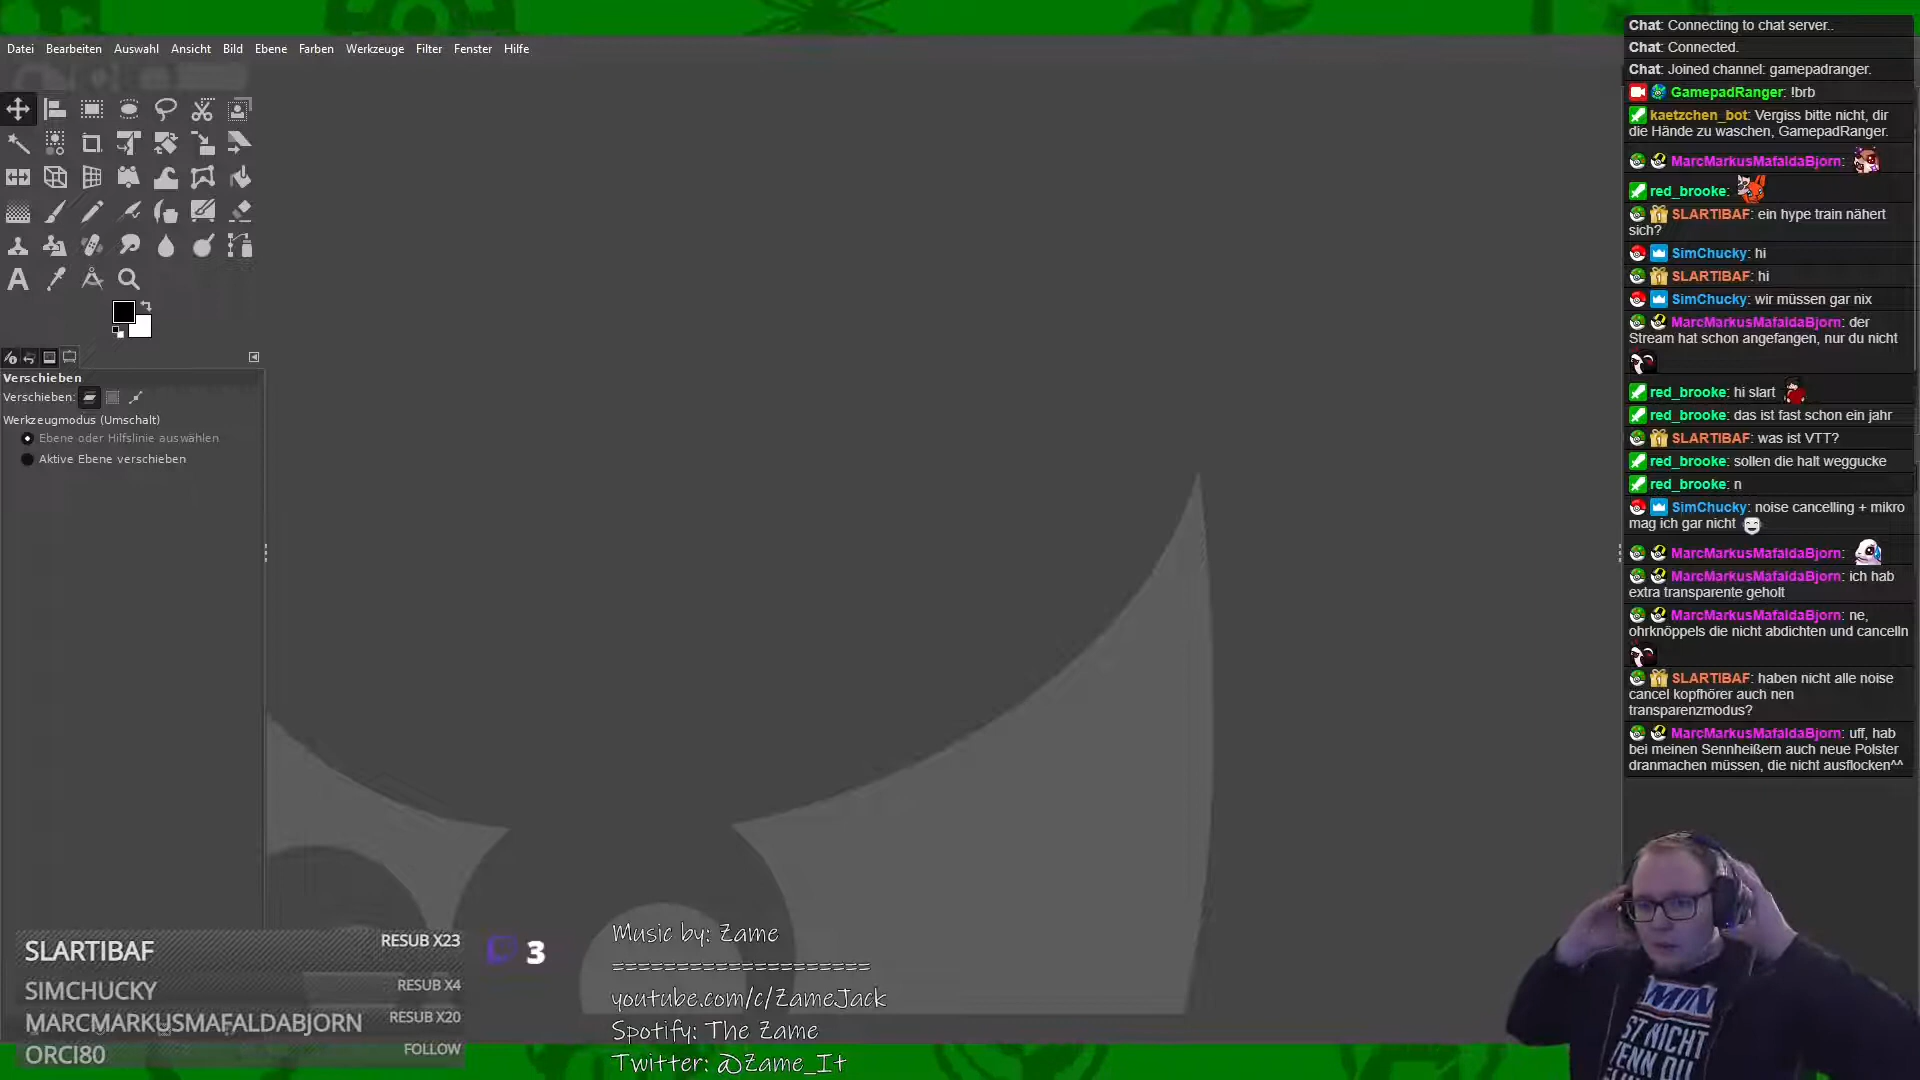 Datei Bearbeiten Auswahl Ansicht Bild Ebene Farben Werkzeuge Filter Fenster Hilfe
Verschieben
Verschieben:
Werkzeugmodus (Umschalt)
Ebene oder Hilfslinie auswählen
Aktive Ebene verschieben
SLARTIBAF RESUB X23
SIMCHUCKY RESUB X4
MARCMARKUSMAFALDABJORN RESUB X20
ORCI80 FOLLOW
3
Music by: Zame
====================
youtube.com/c/ZameJack
Spotify: The Zame
Twitter: @Zame_It
Chat: Connecting to chat server..
Chat: Connected.
Chat: Joined channel: gamepadranger.
GamepadRanger: !brb
kaetzchen_bot: Vergiss bitte nicht, dir
die Hände zu waschen, GamepadRanger.
MarcMarkusMafaldaBjorn:
red_brooke:
SLARTIBAF: ein hype train nähert
sich?
SimChucky: hi
SLARTIBAF: hi
SimChucky: wir müssen gar nix
MarcMarkusMafaldaBjorn: der
Stream hat schon angefangen, nur du nicht
red_brooke: hi slart
red_brooke: das ist fast schon ein jahr
SLARTIBAF: was ist VTT?
red_brooke: sollen die halt weggucke
red_brooke: n
SimChucky: noise cancelling + mikro
mag ich gar nicht
MarcMarkusMafaldaBjorn:
MarcMarkusMafaldaBjorn: ich hab
extra transparente geholt
MarcMarkusMafaldaBjorn: ne,
ohrknöppels die nicht abdichten und cancelln
SLARTIBAF: haben nicht alle noise
cancel kopfhörer auch nen
transparenzmodus?
MarcMarkusMafaldaBjorn: uff, hab
bei meinen Sennheißern auch neue Polster
dranmachen müssen, die nicht ausflocken^^
ST NICHT